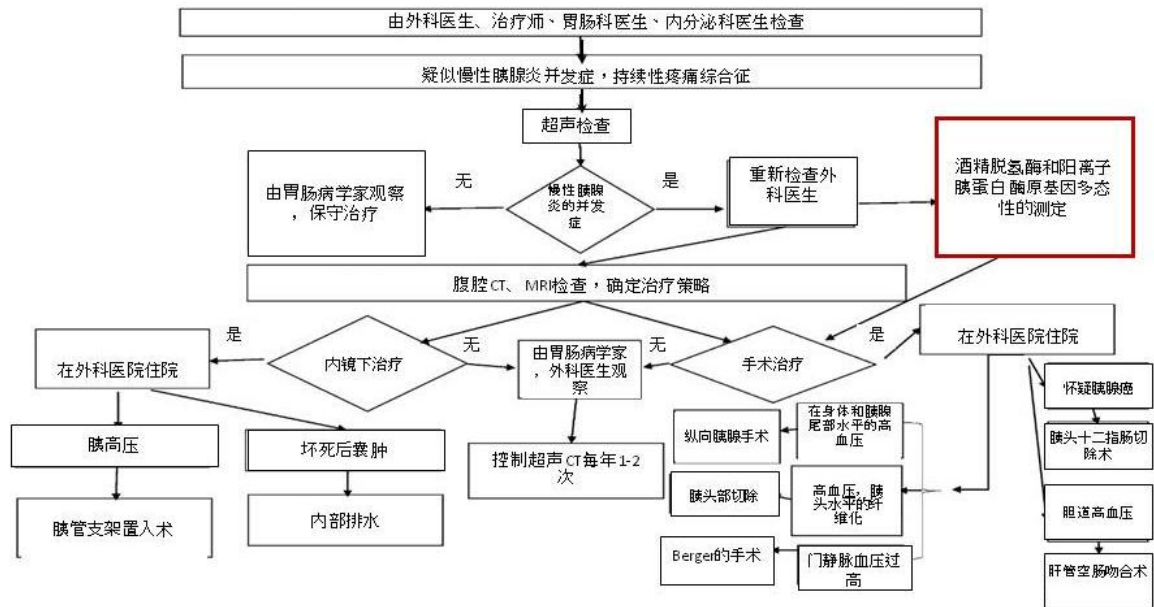 由外科医生、治疗师、胃肠科医生、内分泌科医生检查
疑似慢性胰腺炎并发症，持续性疼痛综合征
超声检查
由胃肠病学家观察
，保守治疗
无
慢性胰腺
炎的并发
症
是
重新检查外
科医生
酒精脱氢酶和阳离子
胰蛋白酶原基因多态
性的测定
腹腔CT、MRI检查，确定治疗策略
在外科医院住院
是
内镜下治疗
无
由胃肠病学家
，外科医生观
察
无
手术治疗
是
在外科医院住院
胰高压
坏死后囊肿
胰管支架置入术
内部排水
控制超声CT每年1-2
次
纵向胰腺手术
在身体和胰腺
尾部水平的高
血压
胰头部切除
高血压，胰
头水平的纤
维化
Berger的手术
门静脉血压过
高
怀疑胰腺癌
胰头十二指肠切
除术
胆道高血压
肝管空肠吻合术